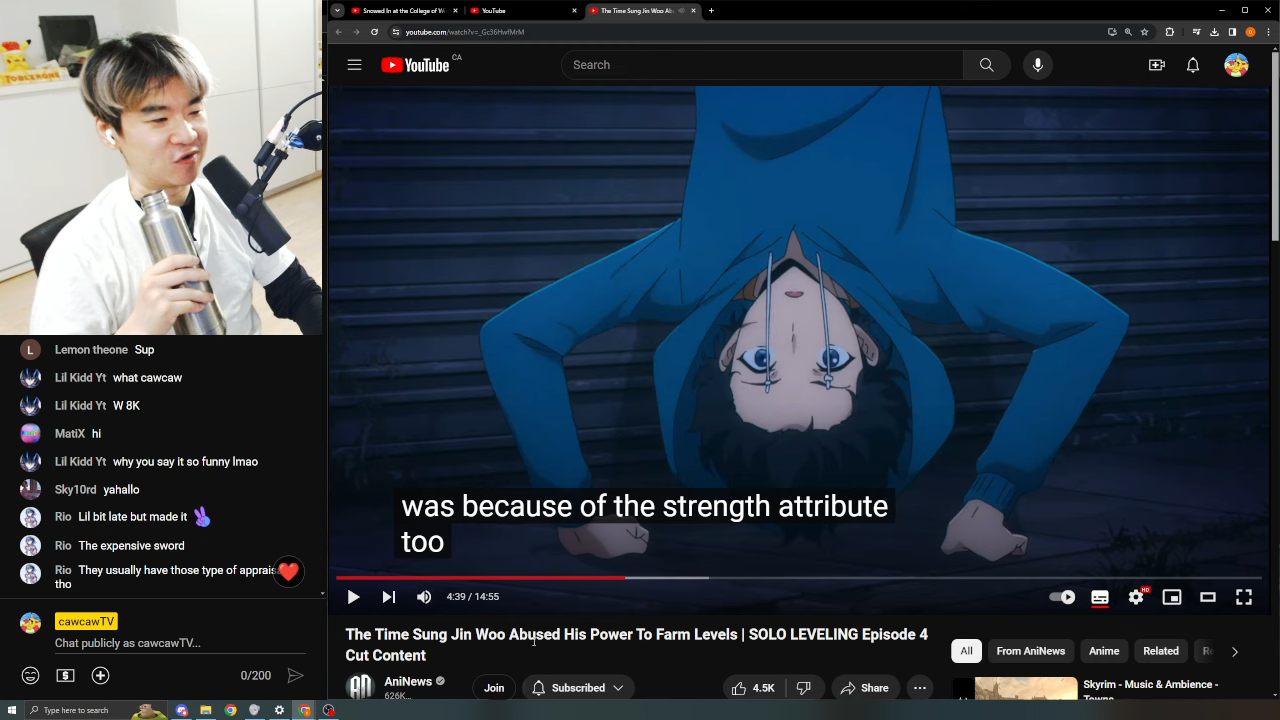 TOBLERONE
Snowed In at the College of W
YouTube
The Time Sung Jin Woo Ab
youtube.com/watch?v=_Gc36HwfMrM
YouTube CA
Search
was because of the strength attribute
too
4:39 / 14:55
HD
The Time Sung Jin Woo Abused His Power To Farm Levels | SOLO LEVELING Episode 4
Cut Content
AniNews
626K
Join
Subscribed
4.5K
Share
All
From AniNews
Anime
Related
Skyrim - Music & Ambience -
Towns
L Lemon theone Sup
Lil Kidd Yt what cawcaw
Lil Kidd Yt W 8K
MatiX hi
Lil Kidd Yt why you say it so funny lmao
Sky10rd yahallo
Rio Lil bit late but made it
Rio The expensive sword
Rio They usually have those type of apprais
tho
cawcawTV
Chat publicly as cawcawTV...
0/200
Type here to search